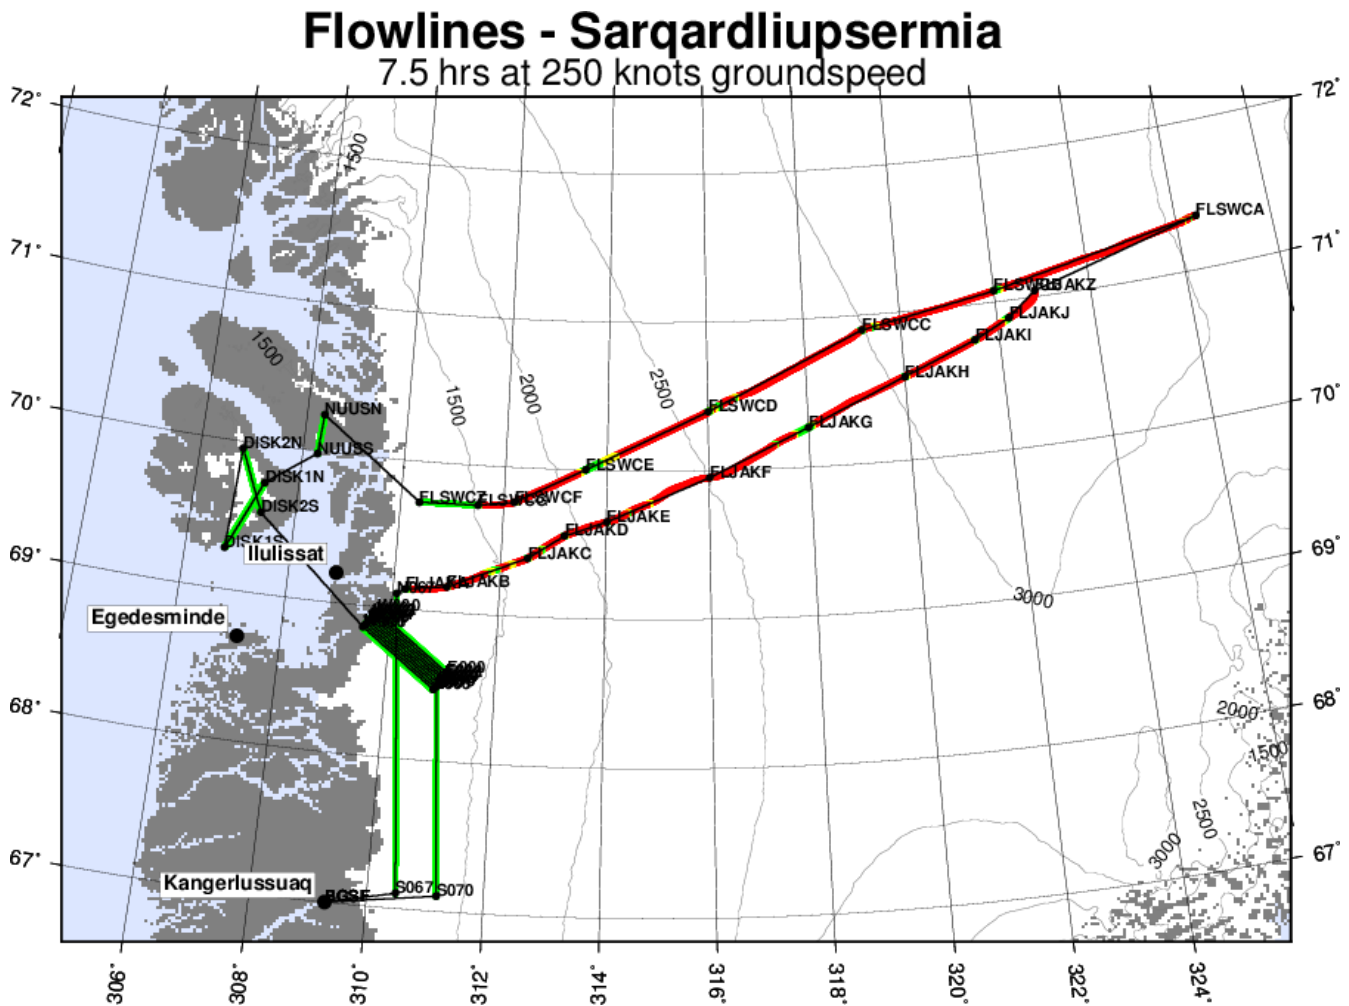 Flowlines - Sarqardliupsermia
7.5 hrs at 250 knots groundspeed
72°
72°
1500
FLSWCA
71°
71°
FLJAKZ
FLJAKJ
FLSWCC
FLJAKI
1500
FLJAKH
2500
2000
1500
70°
70°
NUUSN
FLSWCD
FLJAKG
DISK2N
NUUSS
FLSWCE
FLJAKF
DISK1N
FLSWCZ
FLSWCG
FLSWCF
DISK2S
FLJAKE
FLJAKD
DISK1S
Ilulissat
FLJAKC
69°
69°
N067
FLJAKA
FLJAKB
3000
Egedesminde
E000
68°
68°
2000
1500
2500
3000
67°
67°
Kangerlussuaq
BGSF
S067
S070
306°
308°
310°
312°
314°
316°
318°
320°
322°
324°